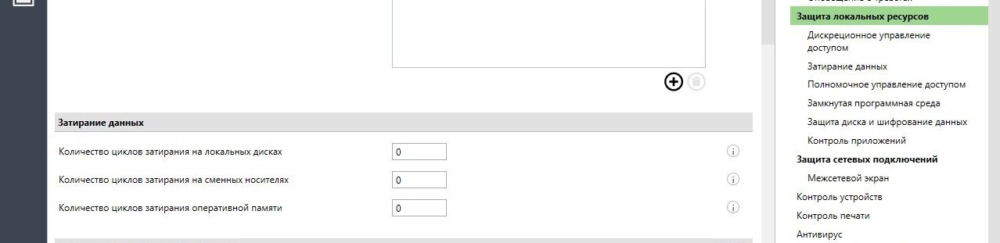 Защита локальных ресурсов
Дискреционное управление
доступом
Затирание данных
Полномочное управление доступом
Замкнутая программная среда
Защита диска и шифрование данных
Контроль приложений
Защита сетевых подключений
Межсетевой экран
Контроль устройств
Контроль печати
Антивирус
Затирание данных
Количество циклов затирания на локальных дисках
0
Количество циклов затирания на сменных носителях
0
Количество циклов затирания оперативной памяти
0